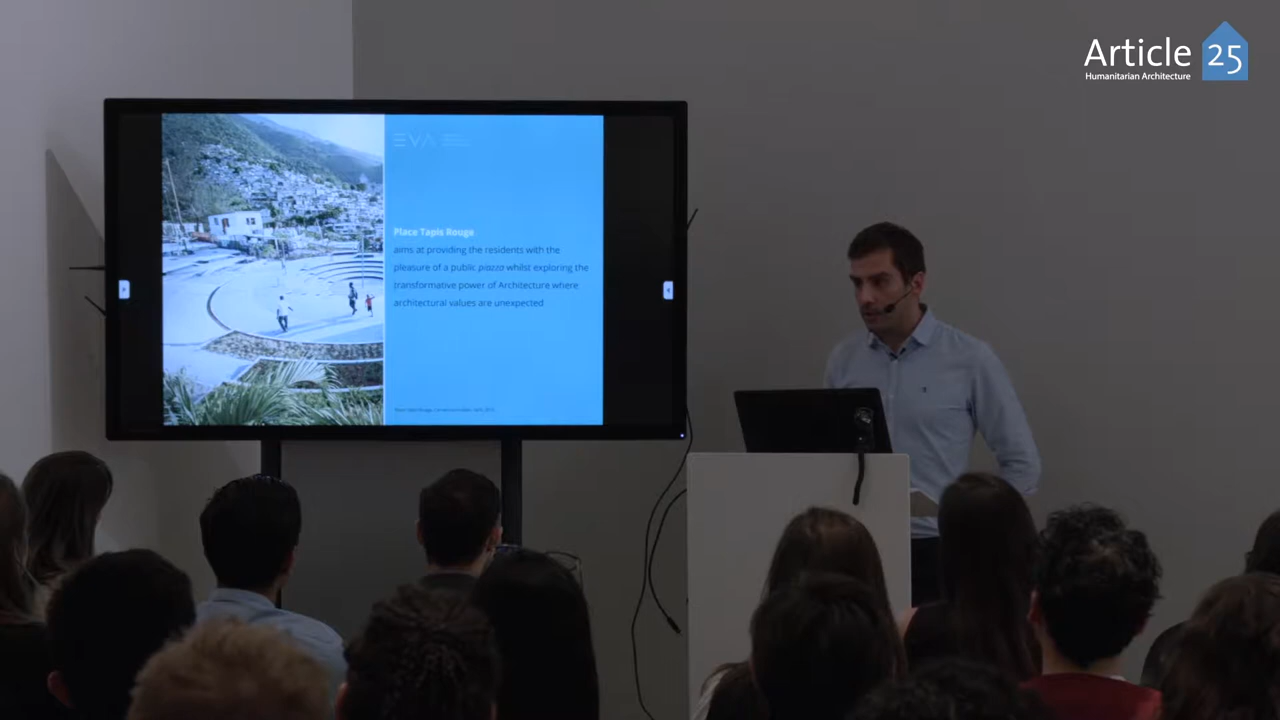 Article 25
Humanitarian Architecture
EVA
Place Tapis Rouge
aims at providing the residents with the
pleasure of a public piazza whilst exploring the
transformative power of Architecture where
architectural values are unexpected